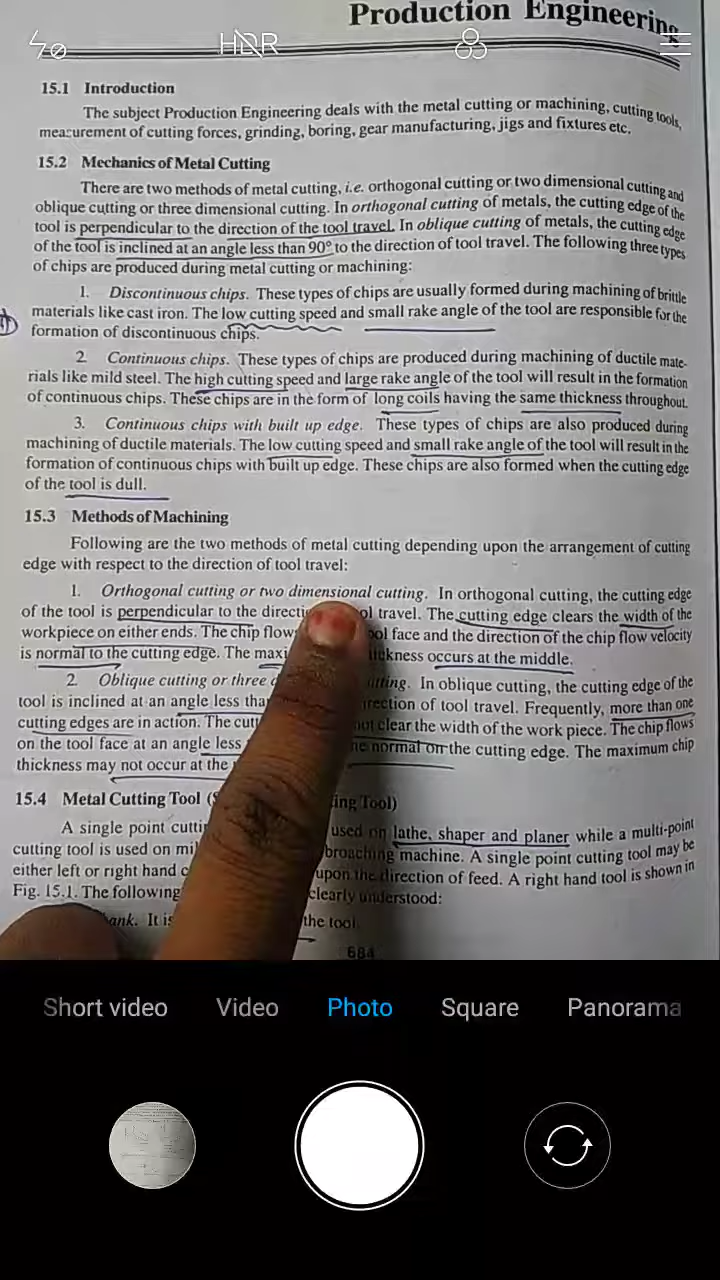 Production Engineering
HDR
15.1 Introduction
The subject Production Engineering deals with the metal cutting or machining, cutting tools,
measurement of cutting forces, grinding, boring, gear manufacturing, jigs and fixtures etc.
15.2 Mechanics of Metal Cutting
There are two methods of metal cutting, i.e. orthogonal cutting or two dimensional cutting and
oblique cutting or three dimensional cutting. In orthogonal cutting of metals, the cutting edge of the
tool is perpendicular to the direction of the tool travel. In oblique cutting of metals, the cutting edge
of the tool is inclined at an angle less than 90° to the direction of tool travel. The following three types
of chips are produced during metal cutting or machining:
1. Discontinuous chips. These types of chips are usually formed during machining of brittle
materials like cast iron. The low cutting speed and small rake angle of the tool are responsible for the
formation of discontinuous chips.
2. Continuous chips. These types of chips are produced during machining of ductile mate-
rials like mild steel. The high cutting speed and large rake angle of the tool will result in the formation
of continuous chips. These chips are in the form of long coils having the same thickness throughout.
3. Continuous chips with built up edge. These types of chips are also produced during
machining of ductile materials. The low cutting speed and small rake angle of the tool will result in the
formation of continuous chips with built up edge. These chips are also formed when the cutting edge
of the tool is dull.
15.3 Methods of Machining
Following are the two methods of metal cutting depending upon the arrangement of cutting
edge with respect to the direction of tool travel:
1. Orthogonal cutting or two dimensional cutting. In orthogonal cutting, the cutting edge
of the tool is perpendicular to the directi ol travel. The cutting edge clears the width of the
workpiece on either ends. The chip flow ool face and the direction of the chip flow velocity
is normal to the cutting edge. The maxi ickness occurs at the middle.
2. Oblique cutting or three utting. In oblique cutting, the cutting edge of the
tool is inclined at an angle less tha rection of tool travel. Frequently, more than one
cutting edges are in action. The cut ot clear the width of the work piece. The chip flows
on the tool face at an angle less he normal on the cutting edge. The maximum chip
thickness may not occur at the
15.4 Metal Cutting Tool (S ing Tool)
A single point cutti used on lathe, shaper and planer while a multi-point
cutting tool is used on mil broaching machine. A single point cutting tool may be
either left or right hand c upon the direction of feed. A right hand tool is shown in
Fig. 15.1. The following clearly understood:
ank. It is the tool
684
Short video Video Photo Square Panorama